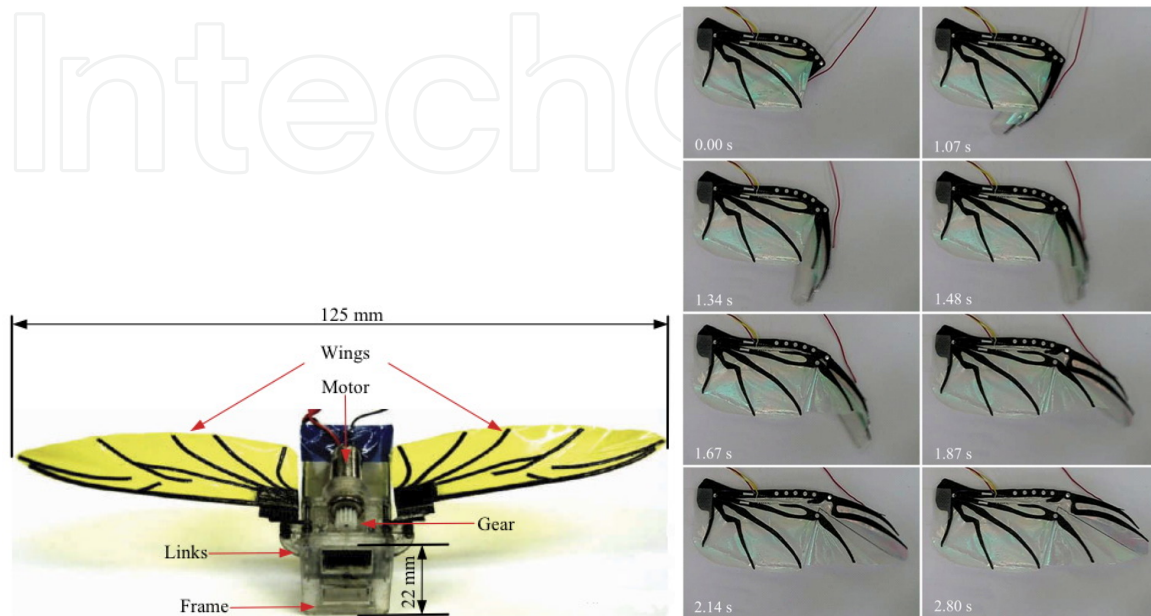 IntechO
125 mm
Wings
Motor
Gear
Links
22 mm
Frame
0.00 s
1.07 s
1.34 s
1.48 s
1.67 s
1.87 s
2.14 s
2.80 s